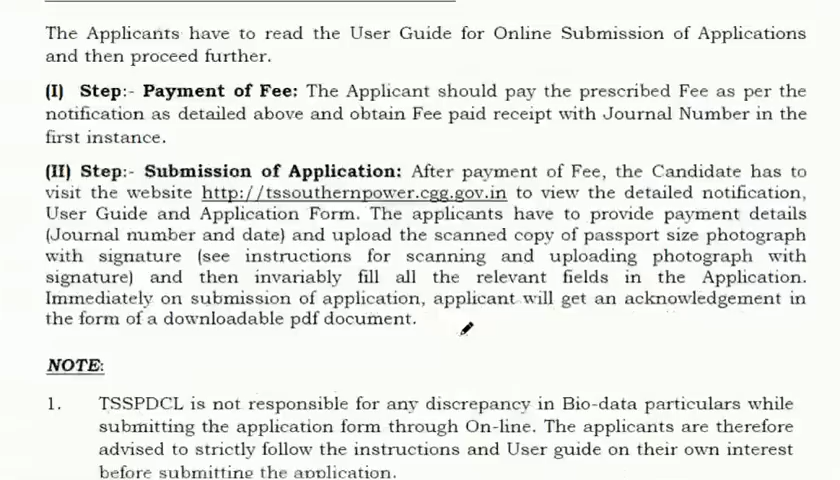 The Applicants have to read the User Guide for Online Submission of Applications
and then proceed further.
(I) Step:- Payment of Fee: The Applicant should pay the prescribed Fee as per the
notification as detailed above and obtain Fee paid receipt with Journal Number in the
first instance.
(II) Step:- Submission of Application: After payment of Fee, the Candidate has to
visit the website http://tssouthernpower.cgg.gov.in to view the detailed notification,
User Guide and Application Form. The applicants have to provide payment details
(Journal number and date) and upload the scanned copy of passport size photograph
with signature (see instructions for scanning and uploading photograph with
signature) and then invariably fill all the relevant fields in the Application.
Immediately on submission of application, applicant will get an acknowledgement in
the form of a downloadable pdf document.
NOTE:
1. TSSPDCL is not responsible for any discrepancy in Bio-data particulars while
submitting the application form through On-line. The applicants are therefore
advised to strictly follow the instructions and User guide on their own interest
before submitting the application.